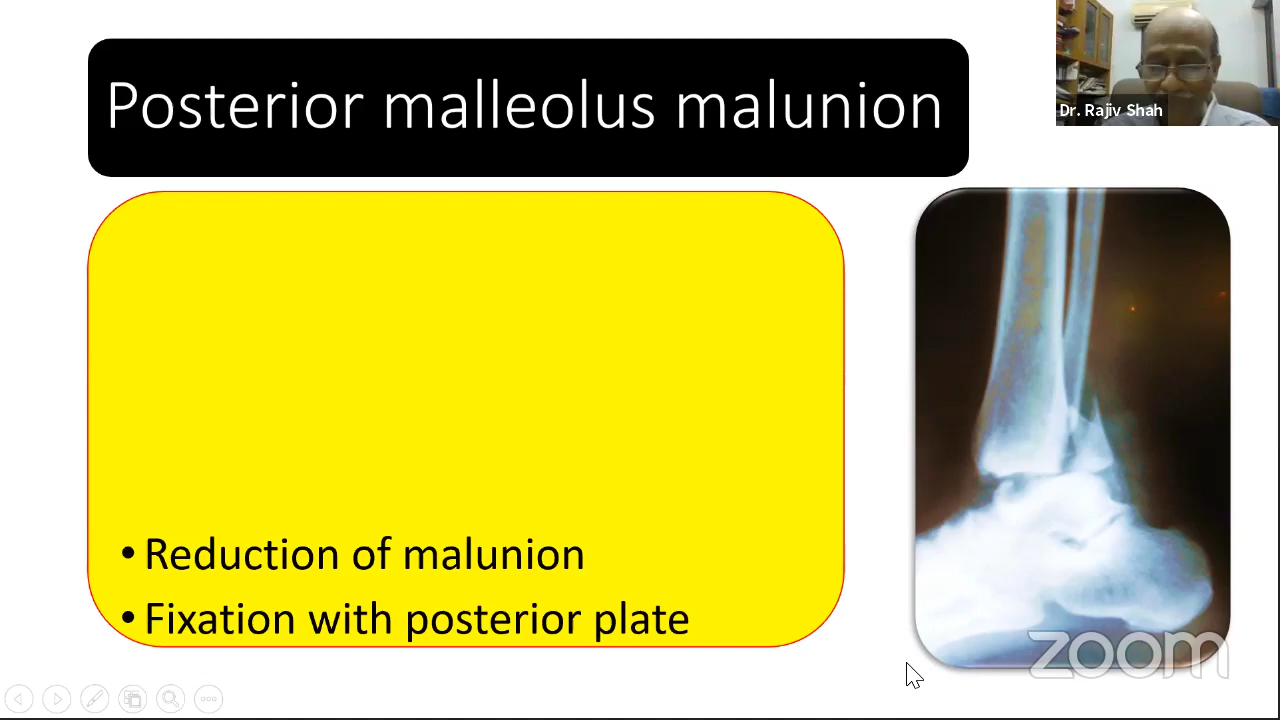 Posterior malleolus malunion
Dr. Rajiv Shah
• Reduction of malunion
• Fixation with posterior plate
zoom